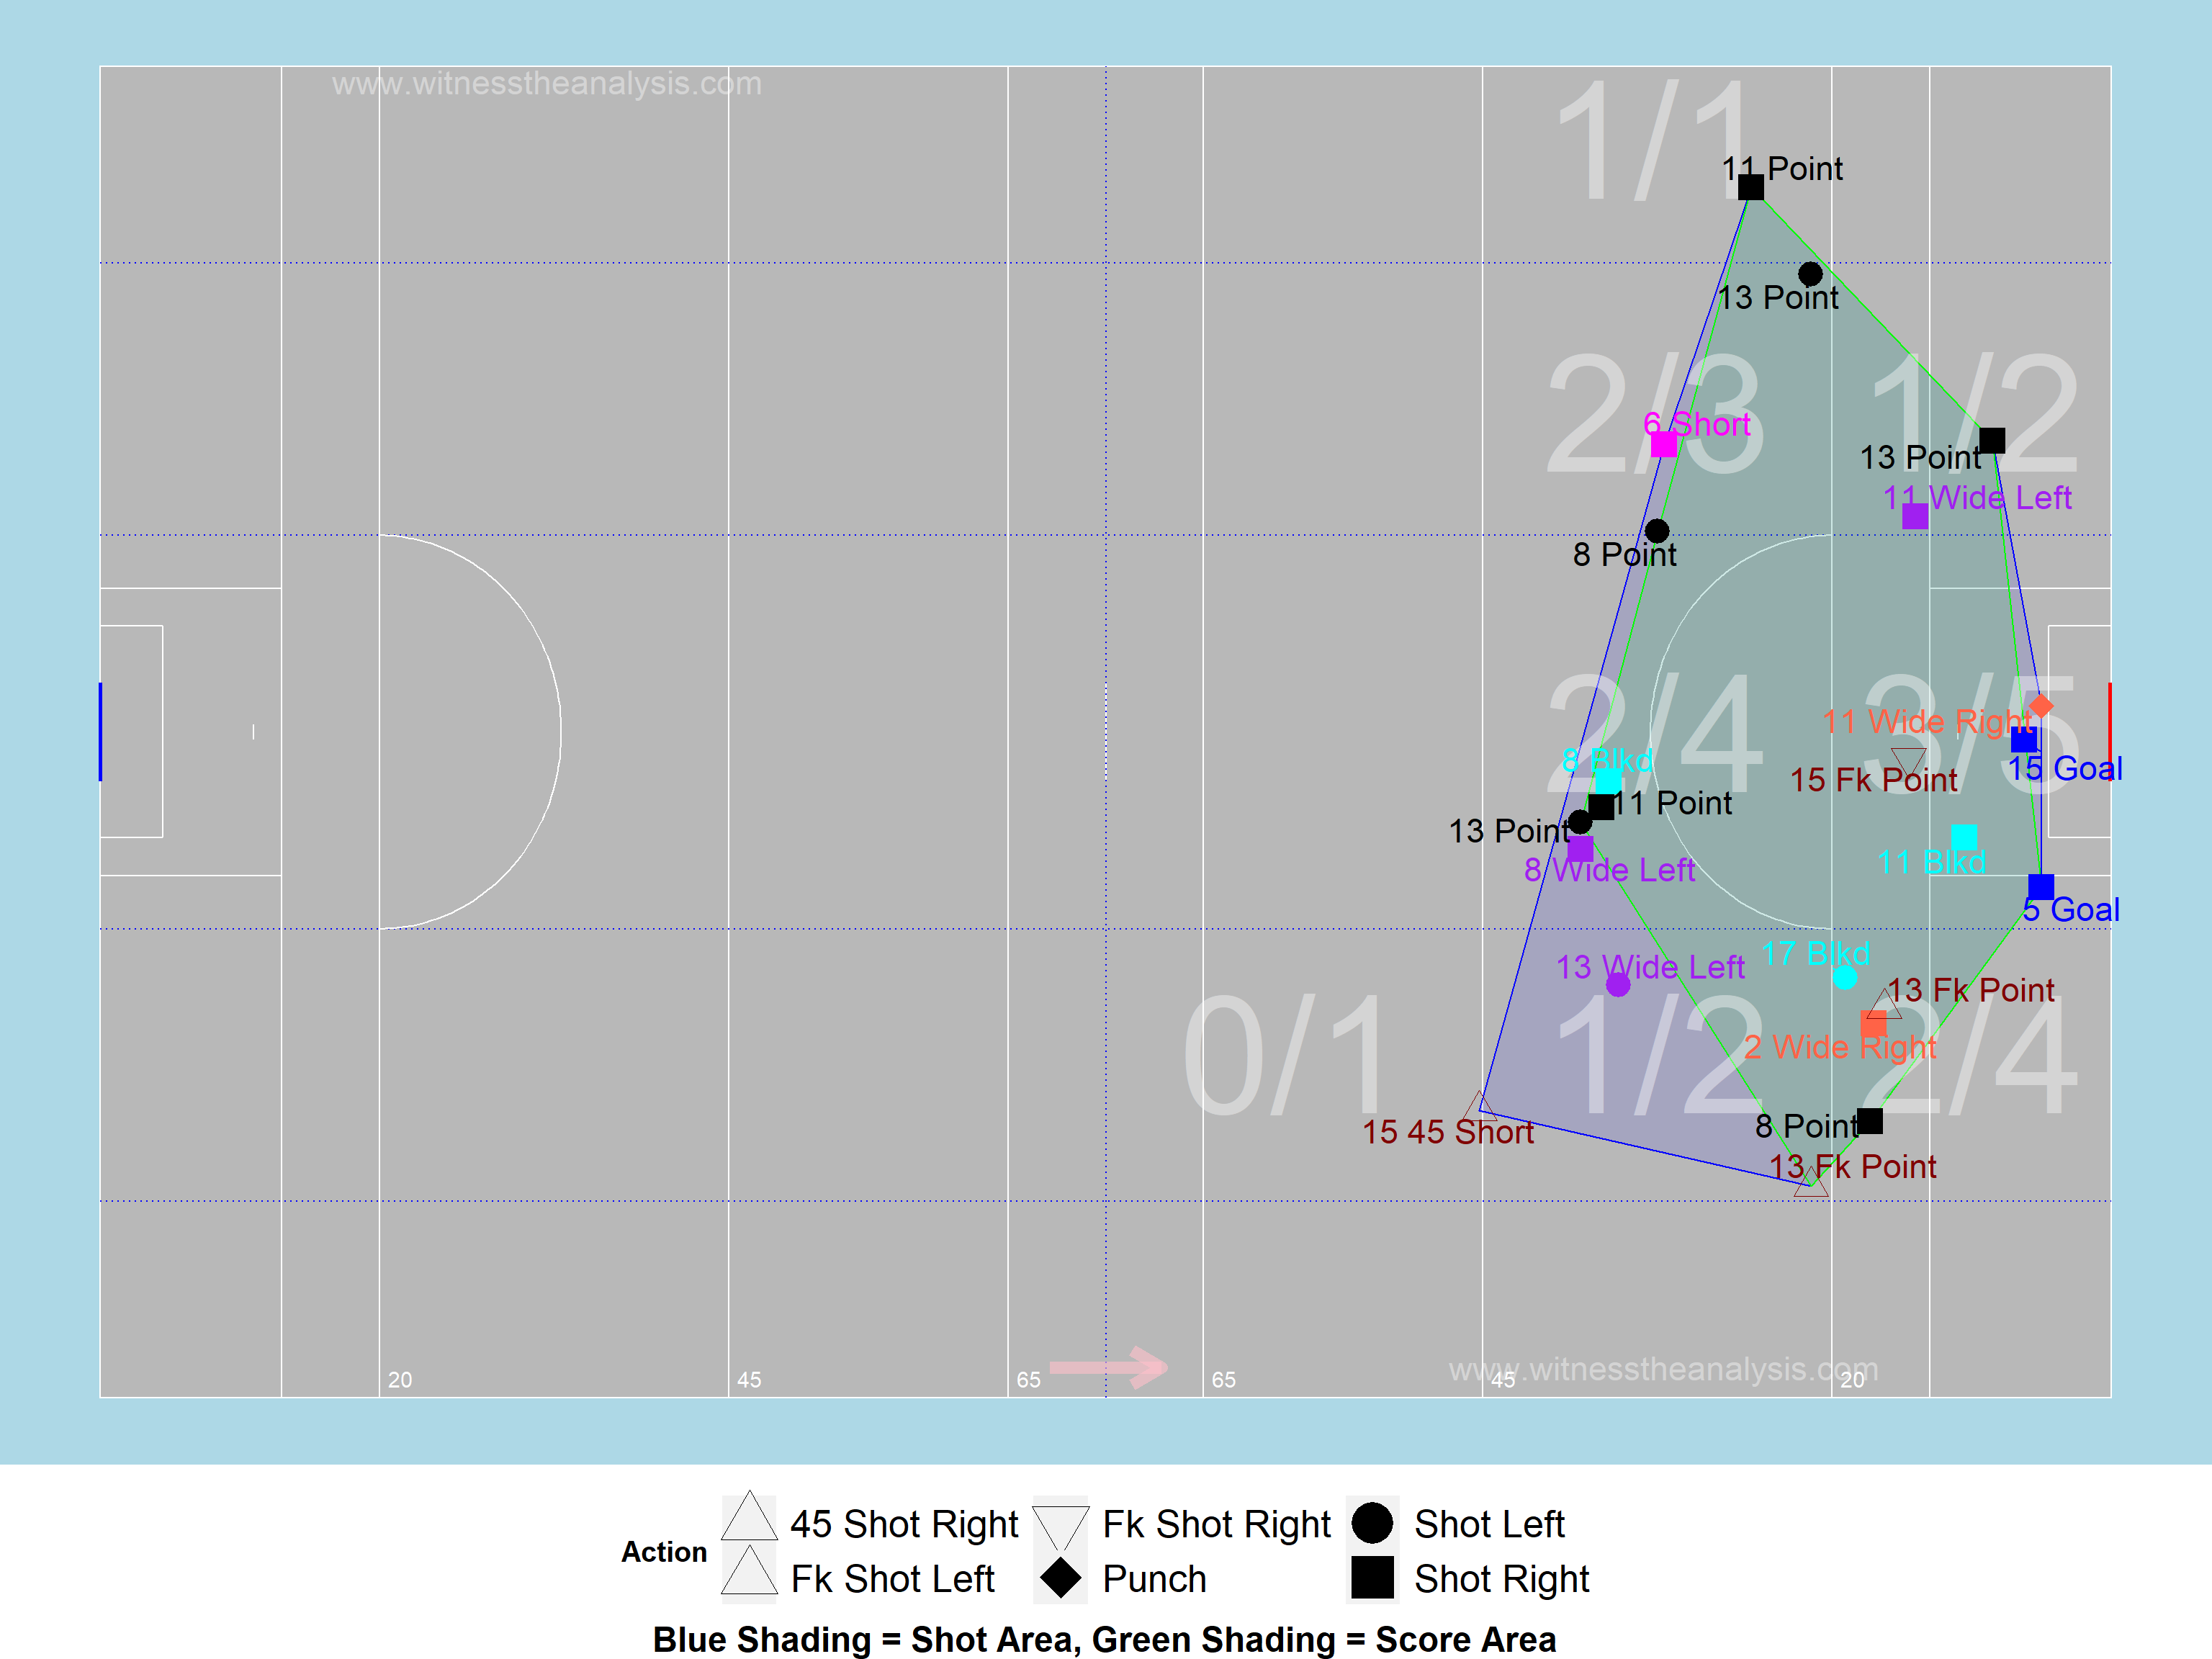 www.witnesstheanalysis.com
1/1
11 Point
13 Point
2/3
1/2
6 Short
13 Point
11 Wide Left
8 Point
2/4
3/5
11 Wide Right
8 Blkd
15 Goal
15 Fk Point
11 Point
13 Point
11 Blkd
8 Wide Left
5 Goal
17 Blkd
13 Wide Left
13 Fk Point
0/1
1/2
2/4
2 Wide Right
8 Point
15 45 Short
13 Fk Point
www.witnesstheanalysis.com
20 45 65 65 45 20
Action
45 Shot Right Fk Shot Right Shot Left
Fk Shot Left Punch Shot Right
Blue Shading = Shot Area, Green Shading = Score Area